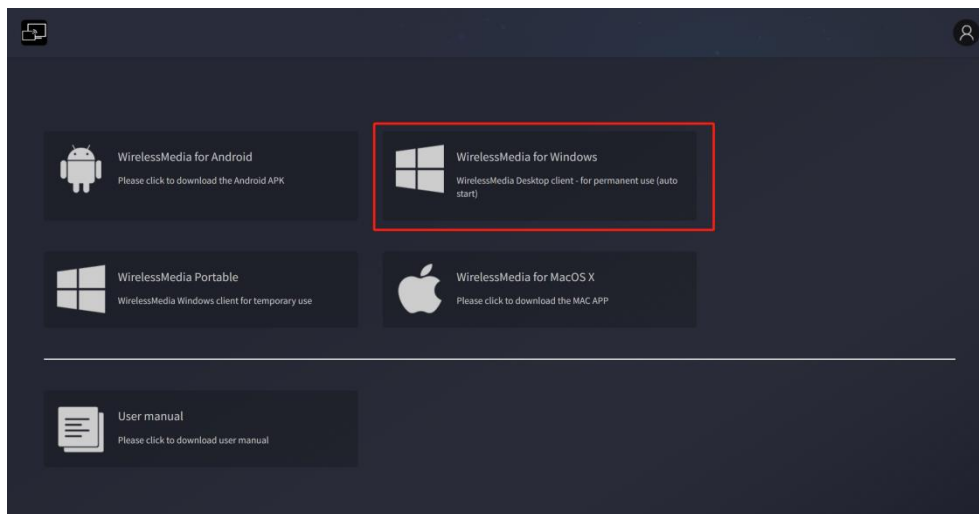 WirelessMedia for Android
Please click to download the Android APK
WirelessMedia for Windows
WirelessMedia Desktop client - for permanent use (auto
start)
WirelessMedia Portable
WirelessMedia Windows client for temporary use
WirelessMedia for MacOS X
Please click to download the MAC APP
User manual
Please click to download user manual